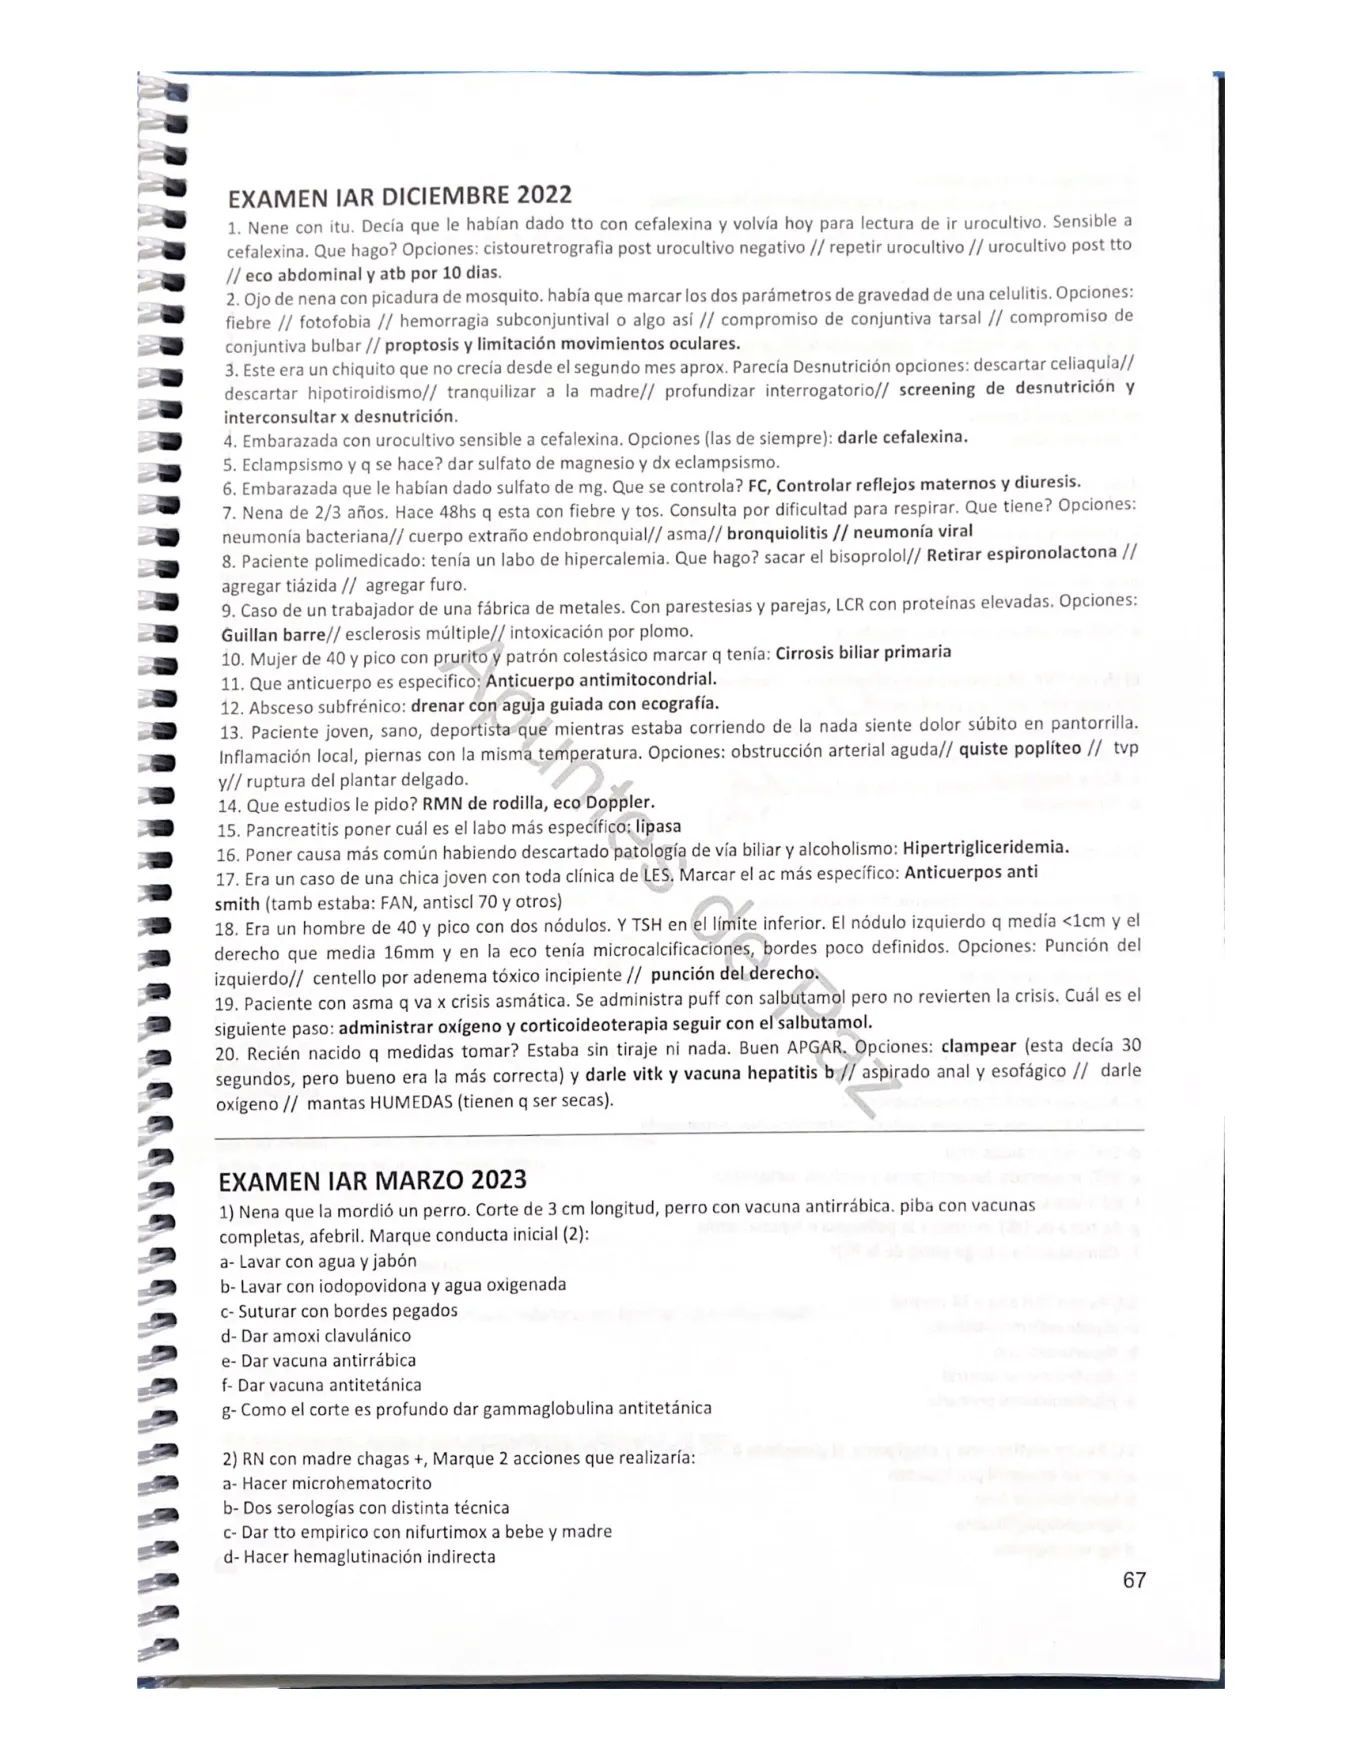 EXAMEN IAR DICIEMBRE 2022
1. Nene con itu. Decía que le habían dado tto con cefalexina y volvía hoy para lectura de ir urocultivo. Sensible a
cefalexina. Que hago? Opciones: cistouretrografia post urocultivo negativo // repetir urocultivo // urocultivo post tto
// eco abdominal y atb por 10 dias.
2. Ojo de nena con picadura de mosquito. había que marcar los dos parámetros de gravedad de una celulitis. Opciones:
fiebre // fotofobia // hemorragia subconjuntival o algo así // compromiso de conjuntiva tarsal // compromiso de
conjuntiva bulbar // proptosis y limitación movimientos oculares.
3. Este era un chiquito que no crecía desde el segundo mes aprox. Parecía Desnutrición opciones: descartar celiaquía//
descartar hipotiroidismo// tranquilizar a la madre// profundizar interrogatorio// screening de desnutrición y
interconsultar x desnutrición.
4. Embarazada con urocultivo sensible a cefalexina. Opciones (las de siempre): darle cefalexina.
5. Eclampsismo y q se hace? dar sulfato de magnesio y dx eclampsismo.
6. Embarazada que le habían dado sulfato de mg. Que se controla? FC, Controlar reflejos maternos y diuresis.
7. Nena de 2/3 años. Hace 48hs q esta con fiebre y tos. Consulta por dificultad para respirar. Que tiene? Opciones:
neumonía bacteriana// cuerpo extraño endobronquial// asma// bronquiolitis // neumonía viral
8. Paciente polimedicado: tenía un labo de hipercalemia. Que hago? sacar el bisoprolol// Retirar espironolactona //
agregar tiázida // agregar furo.
9. Caso de un trabajador de una fábrica de metales. Con parestesias y parejas, LCR con proteínas elevadas. Opciones:
Guillan barre// esclerosis múltiple// intoxicación por plomo.
10. Mujer de 40 y pico con prurito y patrón colestásico marcar q tenía: Cirrosis biliar primaria
11. Que anticuerpo es especifico: Anticuerpo antimitocondrial.
12. Absceso subfrénico: drenar con aguja guiada con ecografía.
13. Paciente joven, sano, deportista que mientras estaba corriendo de la nada siente dolor súbito en pantorrilla.
Inflamación local, piernas con la misma temperatura. Opciones: obstrucción arterial aguda// quiste poplíteo // tvp
y// ruptura del plantar delgado.
14. Que estudios le pido? RMN de rodilla, eco Doppler.
15. Pancreatitis poner cuál es el labo más específico: lipasa
16. Poner causa más común habiendo descartado patología de vía biliar y alcoholismo: Hipertrigliceridemia.
17. Era un caso de una chica joven con toda clínica de LES. Marcar el ac más específico: Anticuerpos anti
smith (tamb estaba: FAN, antiscl 70 y otros)
18. Era un hombre de 40 y pico con dos nódulos. Y TSH en el límite inferior. El nódulo izquierdo q medía <1cm y el
derecho que media 16mm y en la eco tenía microcalcificaciones, bordes poco definidos. Opciones: Punción del
izquierdo// centello por adenema tóxico incipiente // punción del derecho.
19. Paciente con asma q va x crisis asmática. Se administra puff con salbutamol pero no revierten la crisis. Cuál es el
siguiente paso: administrar oxígeno y corticoideoterapia seguir con el salbutamol.
20. Recién nacido q medidas tomar? Estaba sin tiraje ni nada. Buen APGAR. Opciones: clampear (esta decía 30
segundos, pero bueno era la más correcta) y darle vitk y vacuna hepatitis b // aspirado anal y esofágico // darle
oxígeno // mantas HUMEDAS (tienen q ser secas).
Apuntes de Paz
EXAMEN IAR MARZO 2023
1) Nena que la mordió un perro. Corte de 3 cm longitud, perro con vacuna antirrábica. piba con vacunas
completas, afebril. Marque conducta inicial (2):
a- Lavar con agua y jabón
b- Lavar con iodopovidona y agua oxigenada
c- Suturar con bordes pegados
d- Dar amoxi clavulánico
e- Dar vacuna antirrábica
f- Dar vacuna antitetánica
g- Como el corte es profundo dar gammaglobulina antitetánica
2) RN con madre chagas +, Marque 2 acciones que realizaría:
a- Hacer microhematocrito
b- Dos serologías con distinta técnica
c- Dar tto empirico con nifurtimox a bebe y madre
d- Hacer hemaglutinación indirecta
67